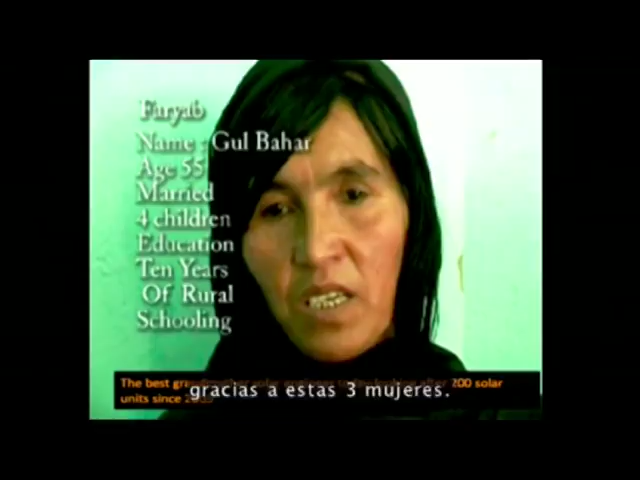 Faryab
Name : Gul Bahar
Age 55
Married
4 children
Education
Ten Years
Of Rural
Schooling
The best 200 solar
units since
gracias a estas 3 mujeres.